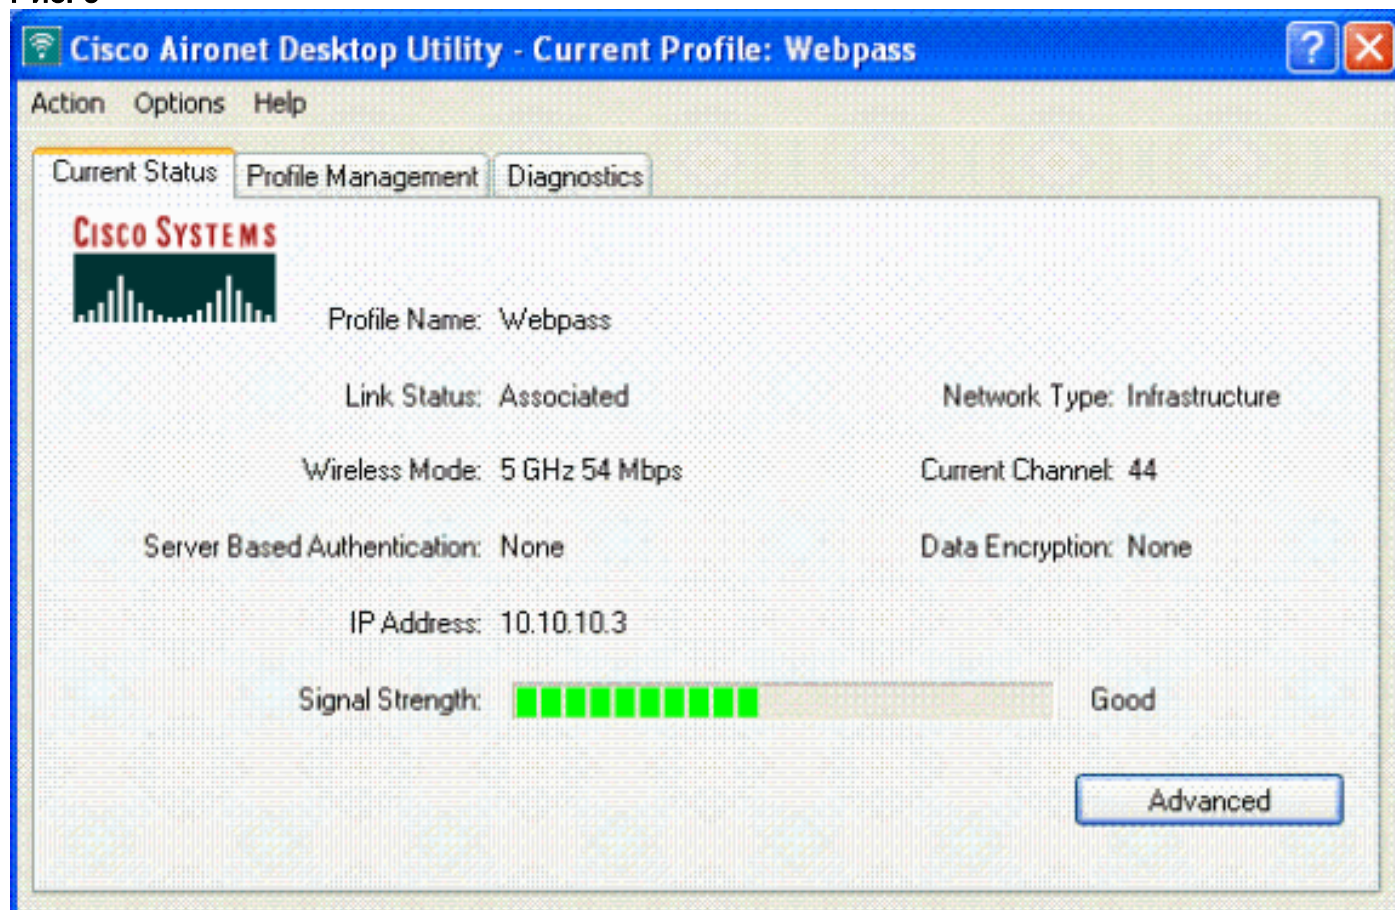 Cisco Aironet Desktop Utility - Current Profile: Webpass
Action Options Help
Current Status Profile Management Diagnostics
CISCO SYSTEMS
Profile Name: Webpass
Link Status: Associated Network Type: Infrastructure
Wireless Mode: 5 GHz 54 Mbps Current Channel: 44
Server Based Authentication: None Data Encryption: None
IP Address: 10.10.10.3
Signal Strength: Good
Advanced